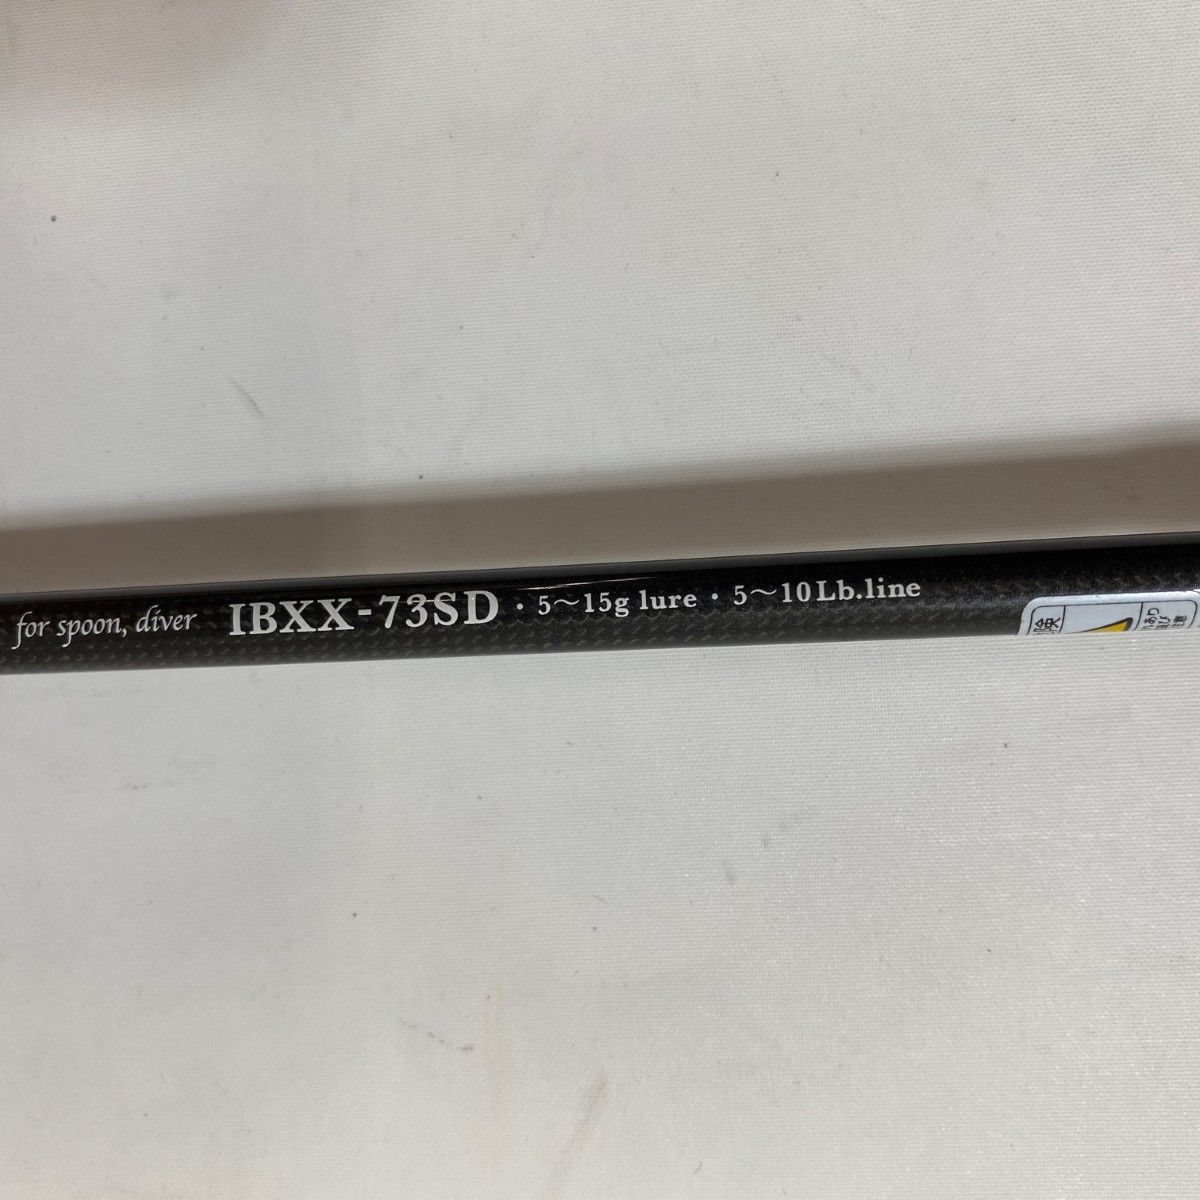 for spoon, diver IBXX-73SD · 5〜15g lure · 5〜10Lb.line